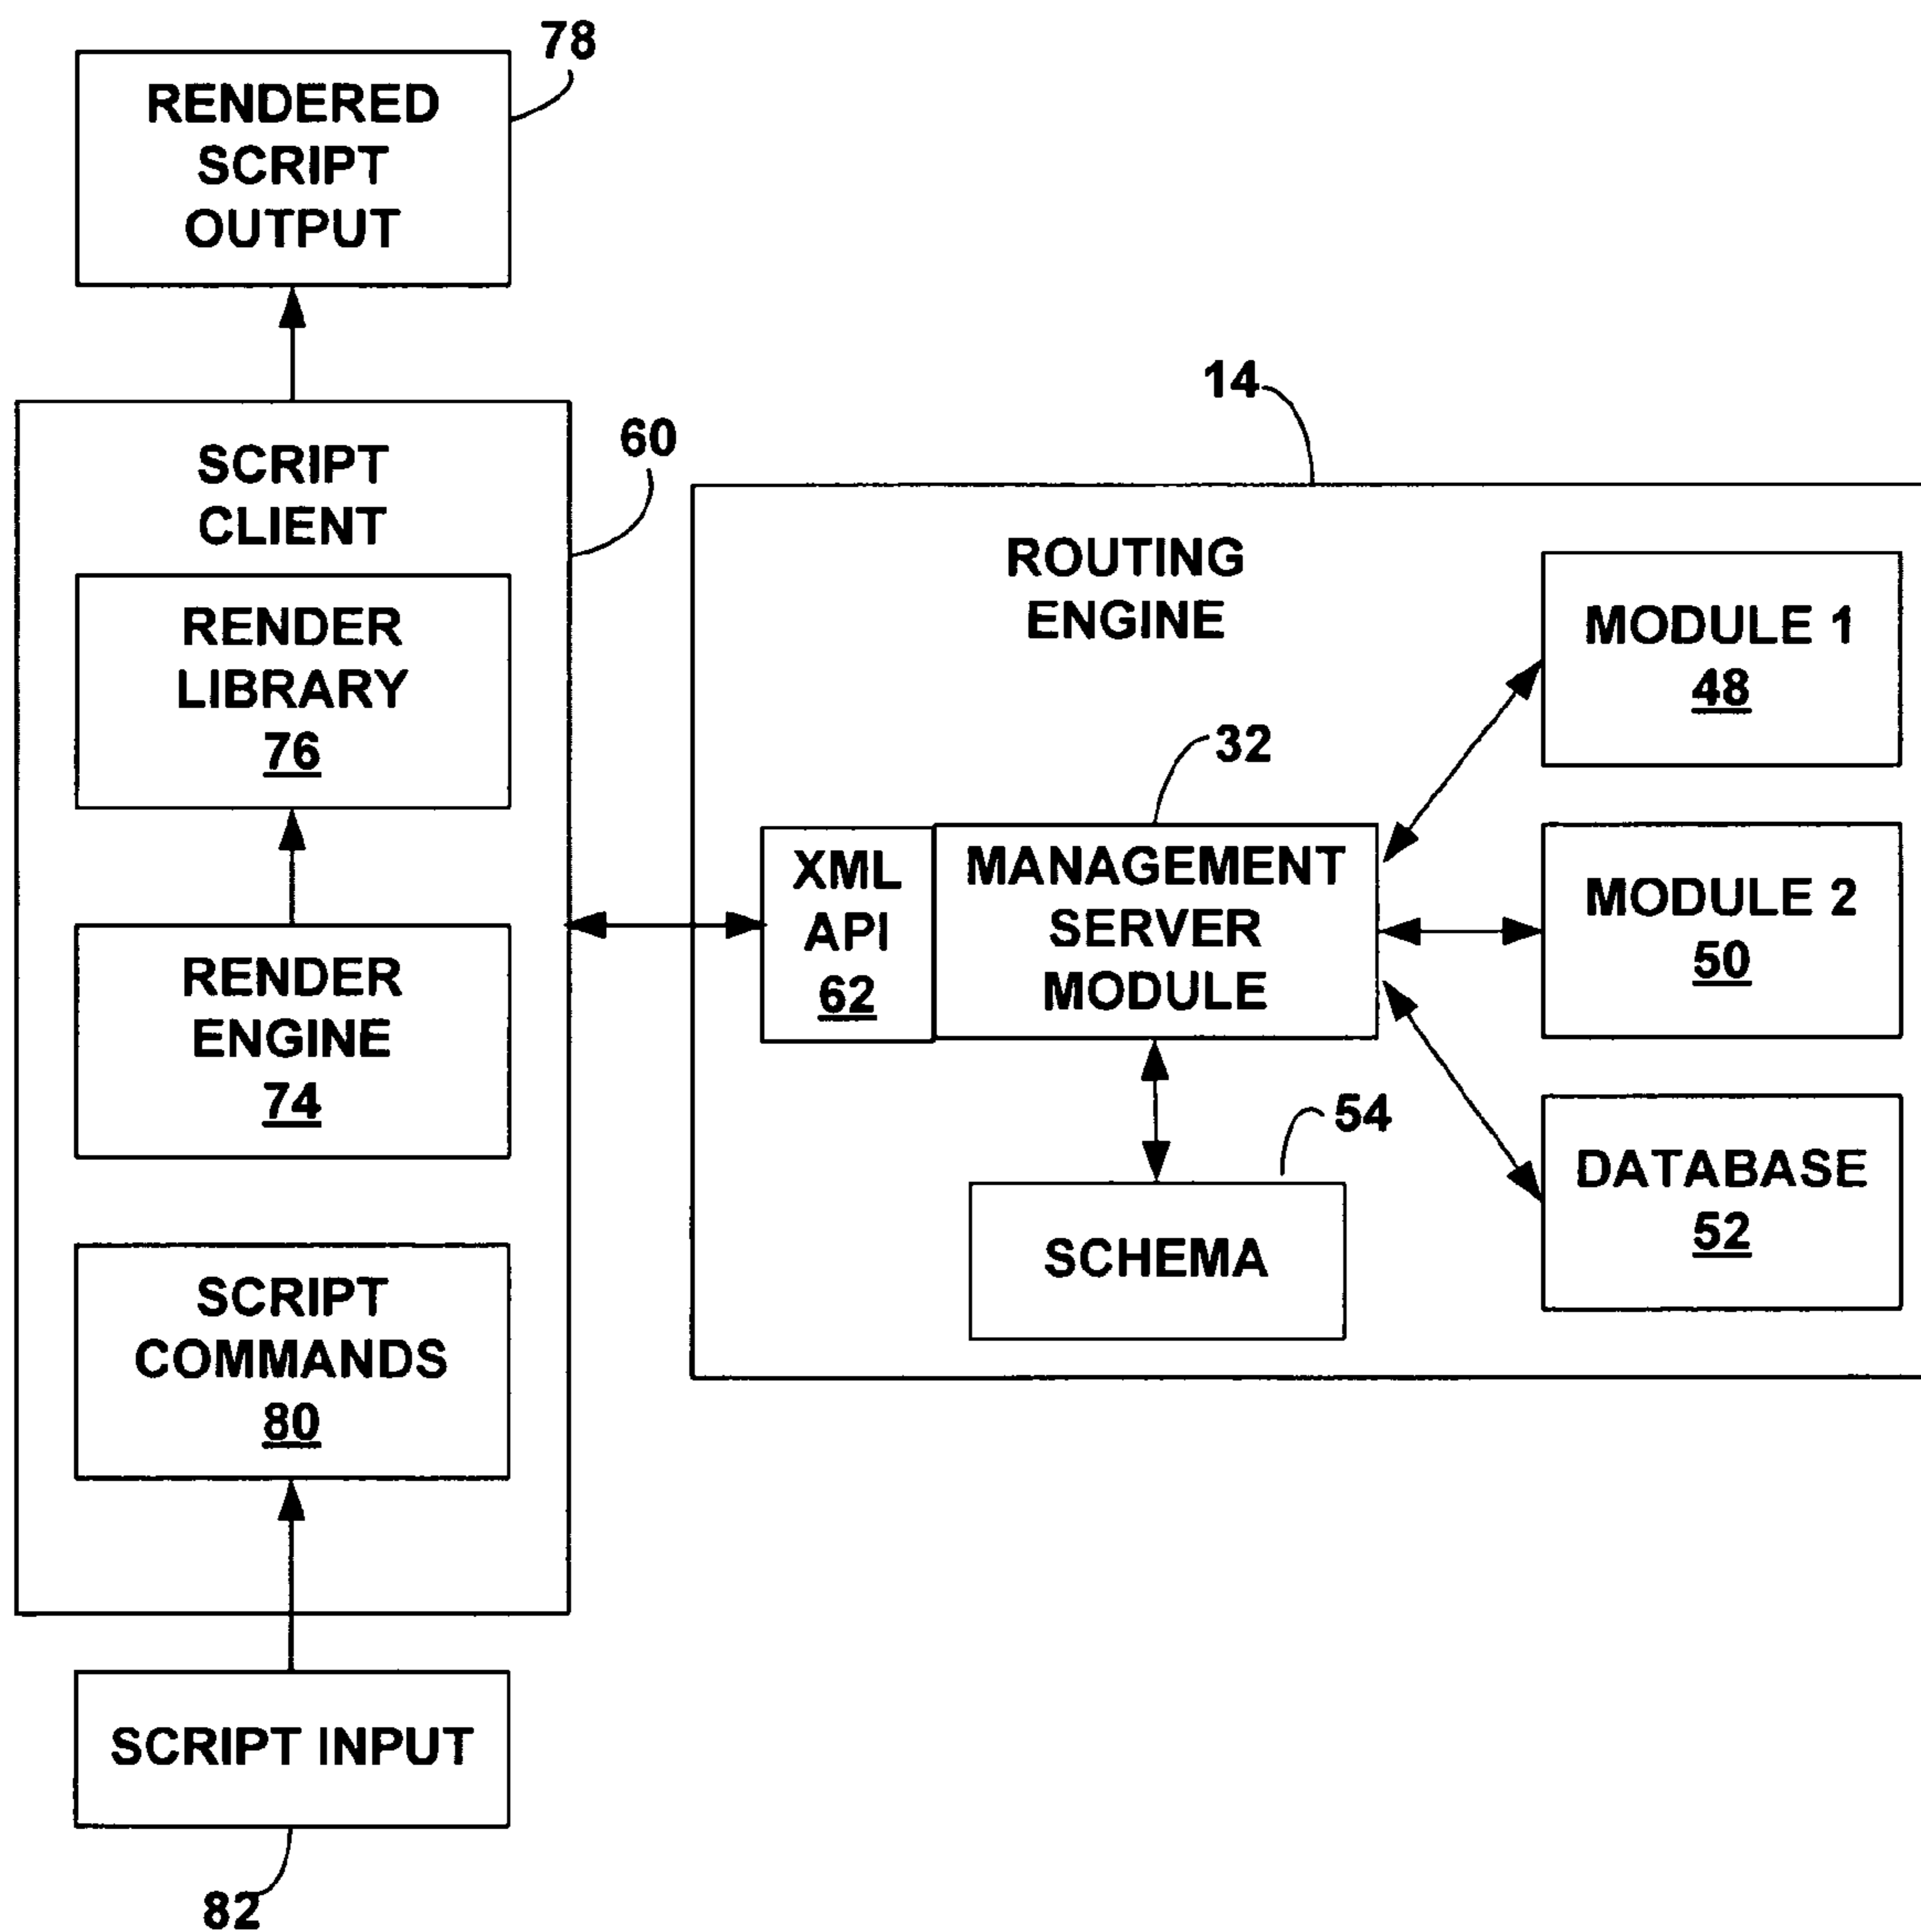 78
RENDERED
SCRIPT
OUTPUT
60
SCRIPT
CLIENT
RENDER
LIBRARY
76
RENDER
ENGINE
74
SCRIPT
COMMANDS
80
SCRIPT INPUT
82
14
ROUTING
ENGINE
32
XML
API
62
MANAGEMENT
SERVER
MODULE
54
SCHEMA
MODULE 1
48
MODULE 2
50
DATABASE
52